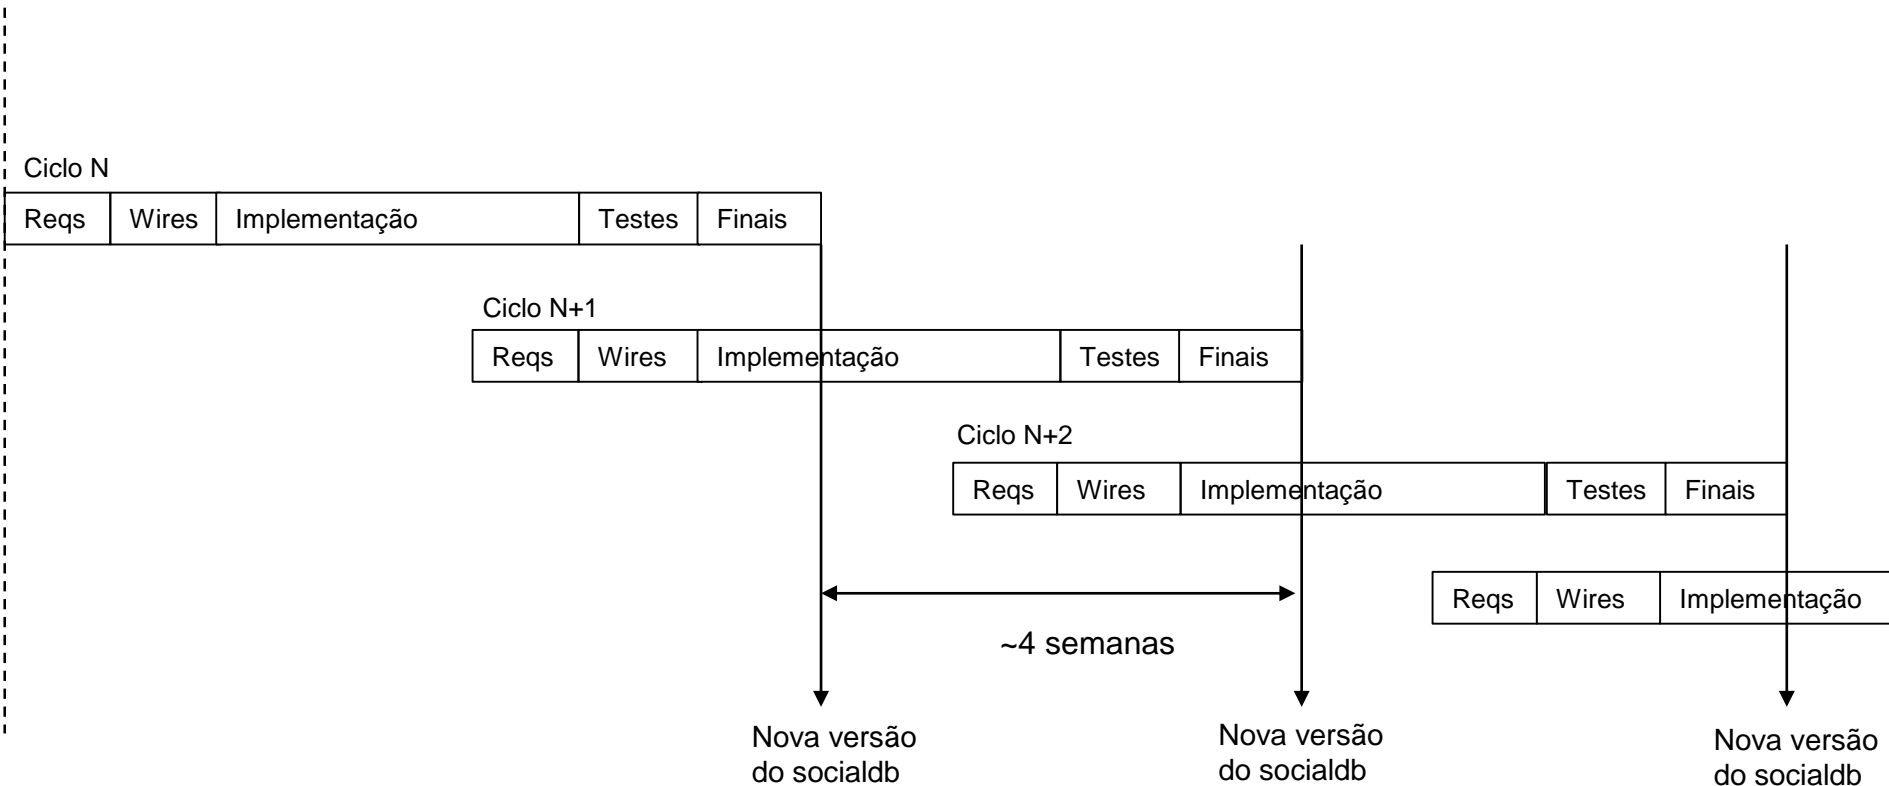 Ciclo N
Reqs Wires Implementação Testes Finais
Ciclo N+1
Reqs Wires Implementação Testes Finais
Ciclo N+2
Reqs Wires Implementação Testes Finais
Reqs Wires Implementação
~4 semanas
Nova versão
do socialdb
Nova versão
do socialdb
Nova versão
do socialdb